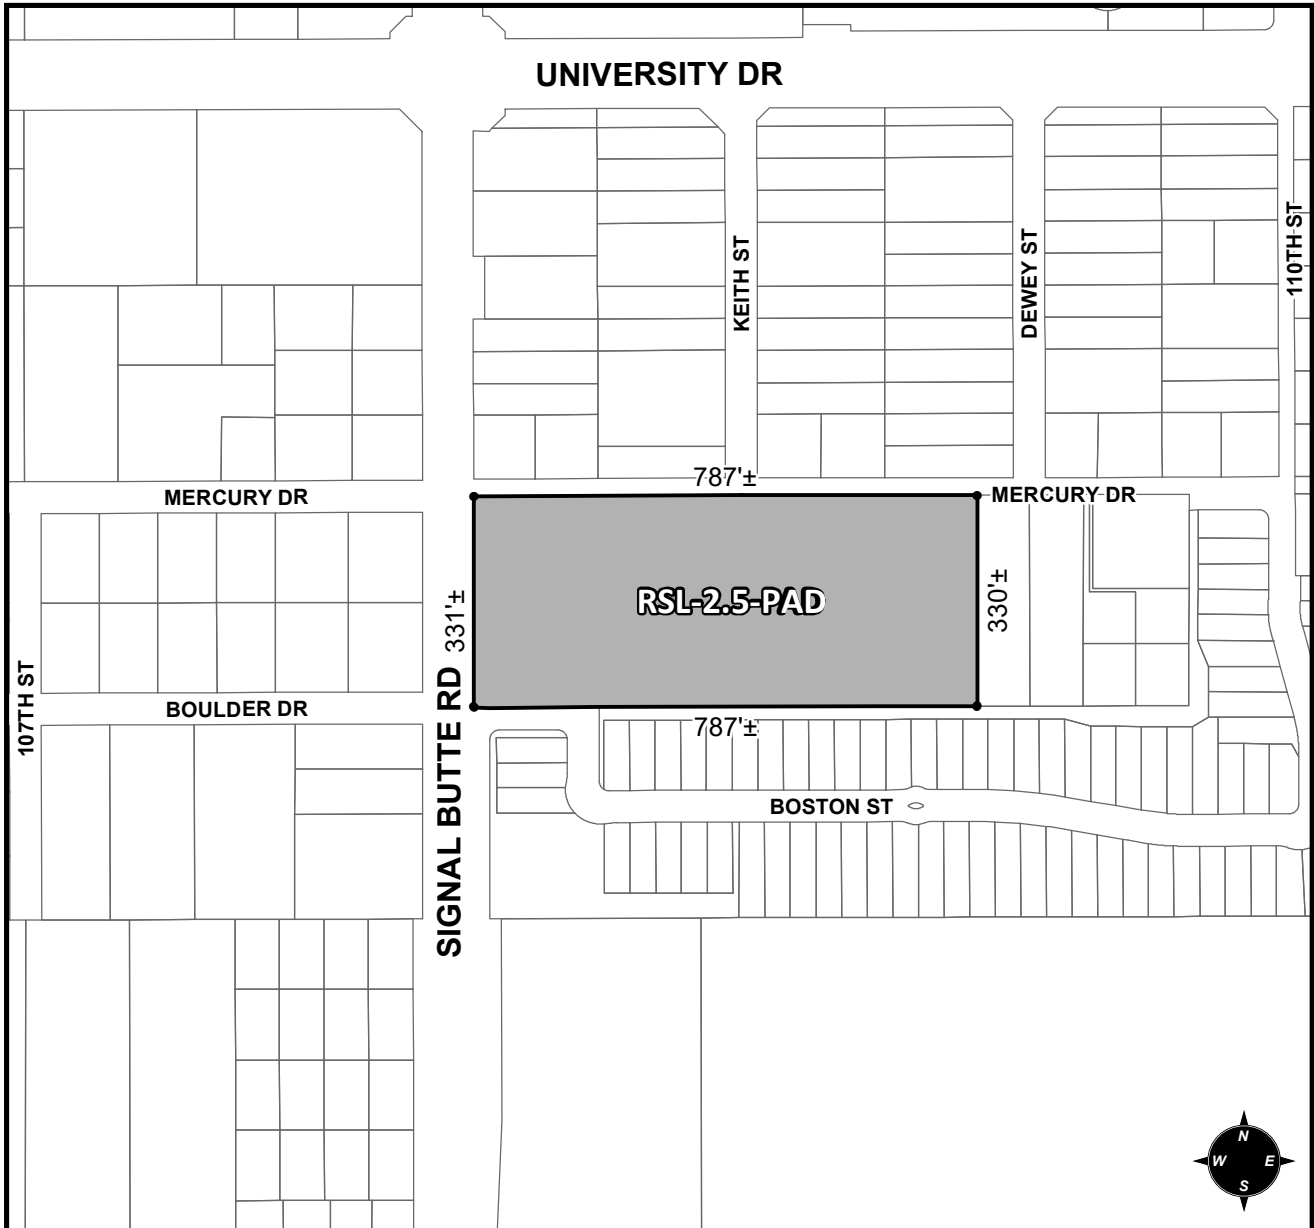 UNIVERSITY DR
KEITH ST
DEWEY ST
110TH ST
787'±
MERCURY DR
MERCURY DR
331'±
RSL-2.5-PAD
330'±
107TH ST
BOULDER DR
SIGNAL BUTTE RD
787'±
BOSTON ST
N
W E
S